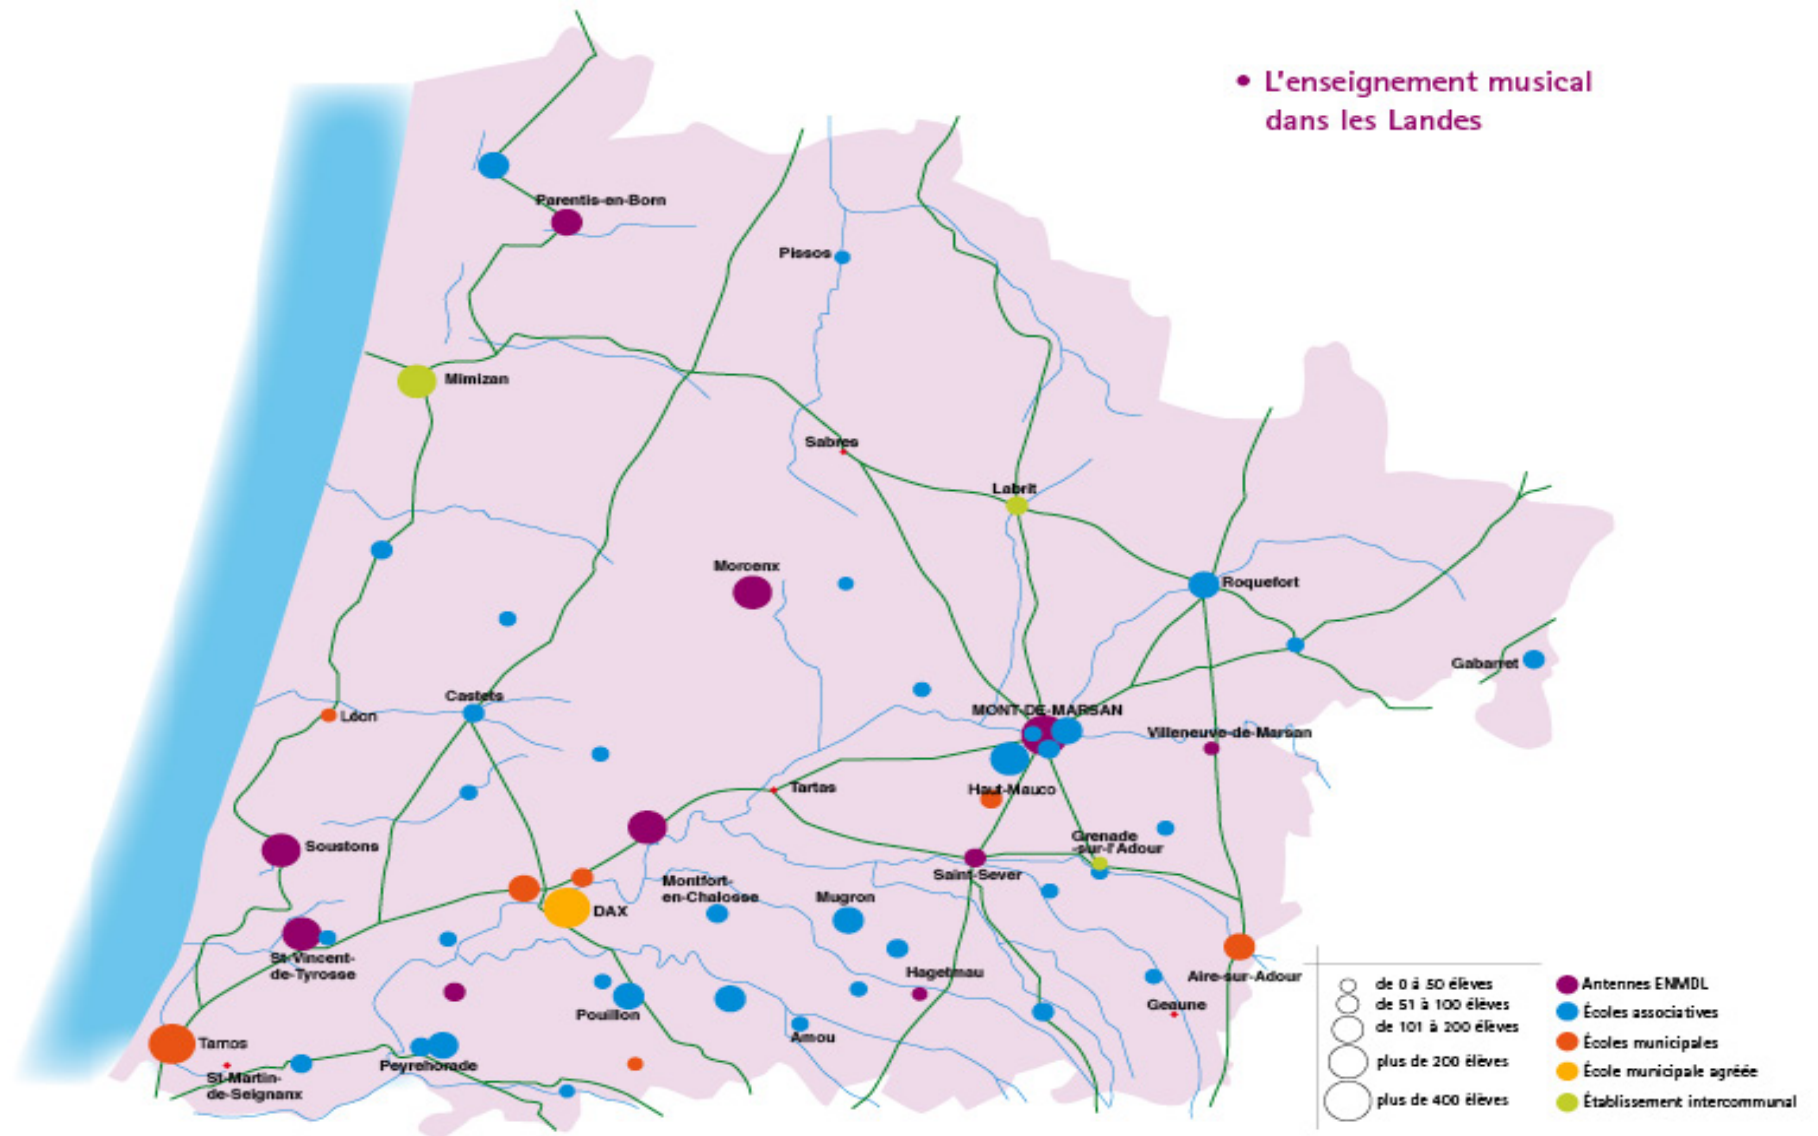 • L'enseignement musical
dans les Landes
Parentis-en-Born
Pissos
Mimizan
Sabres
Labrit
Morcenx
Roquefort
Gabarret
Castets
Léon
MONT-DE-MARSAN
Villeneuve-de-Marsan
Tartas
Haut-Mauco
Soustons
Grenade
-sur-l'Adour
Saint-Sever
Montfort-
en-Chalosse
Mugron
DAX
St-Vincent-
de-Tyrosse
Hagetmau
Aire-sur-Adour
Geaune
Pouillon
Amou
Tarnos
Peyrehorade
St-Martin-
de-Seignanx
de 0 à 50 élèves
de 51 à 100 élèves
de 101 à 200 élèves
plus de 200 élèves
plus de 400 élèves
Antennes ENMDL
Écoles associatives
Écoles municipales
École municipale agréée
Établissement intercommunal